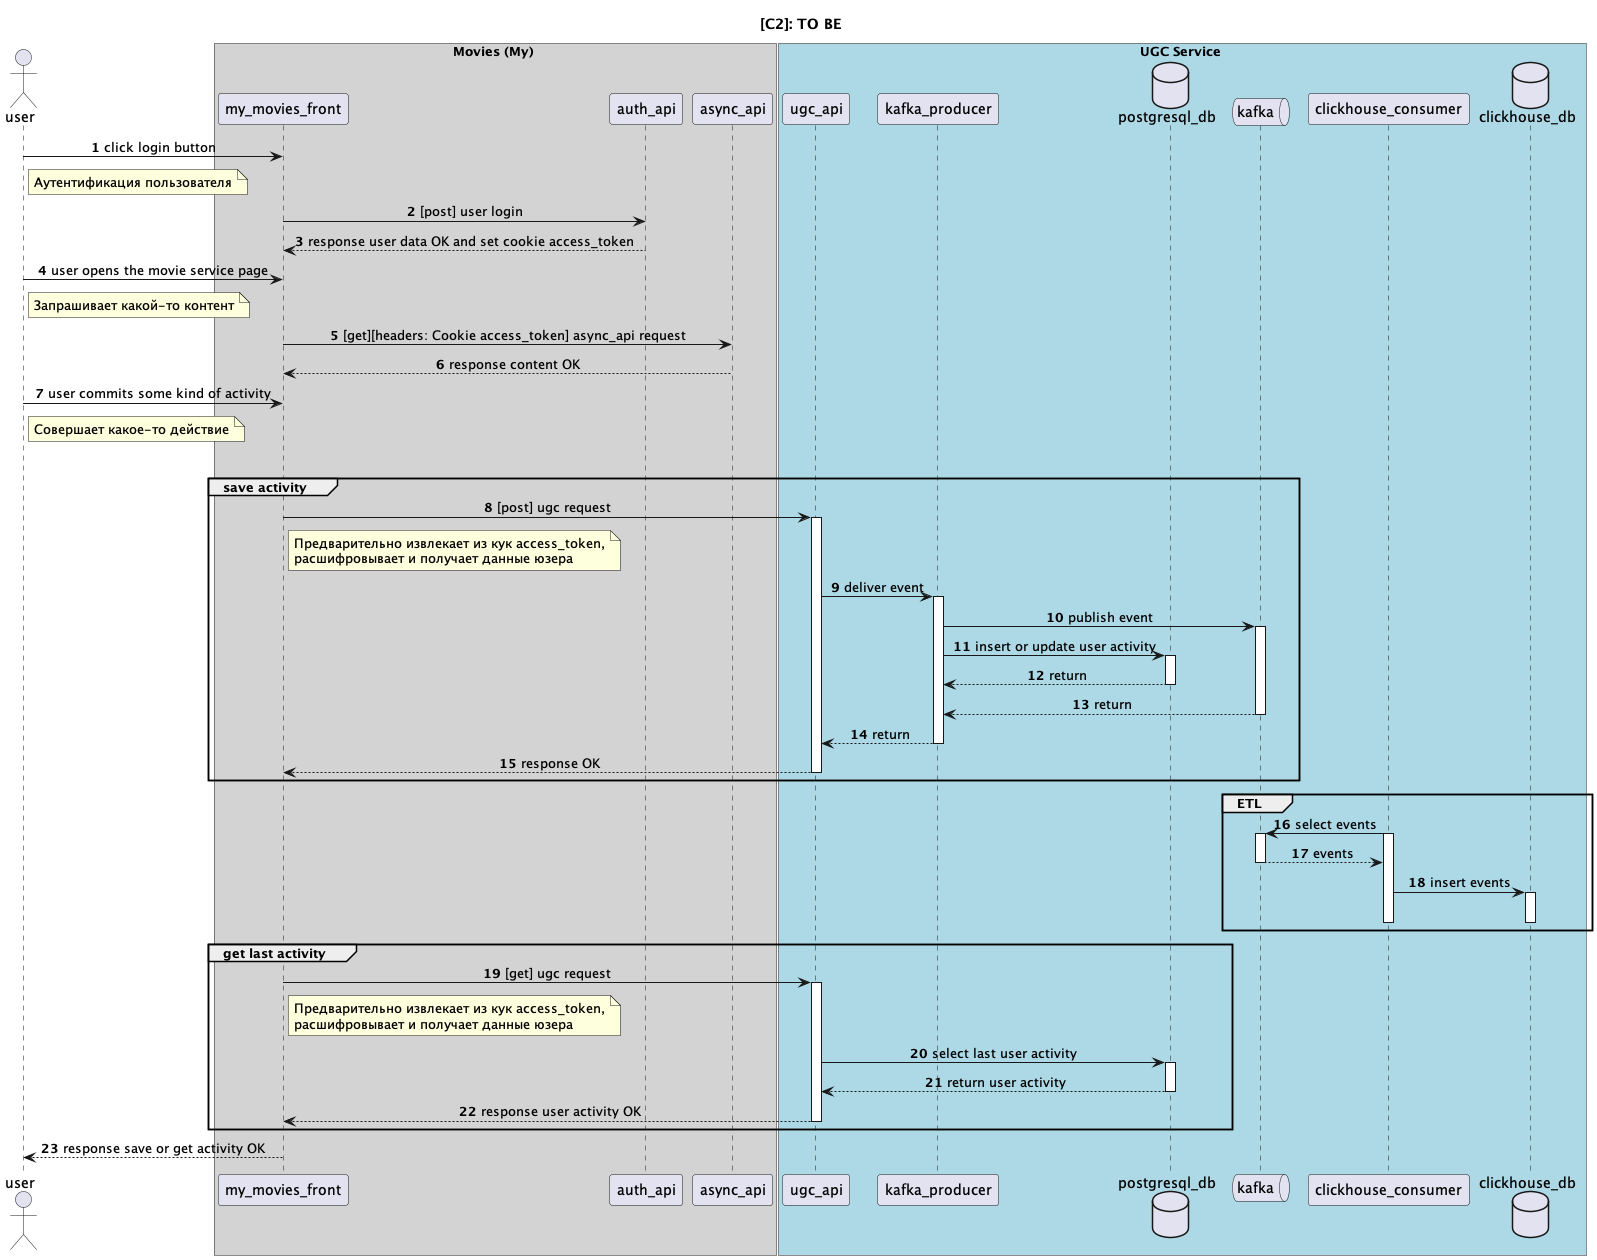 [C2]: TO BE
Movies (My)
UGC Service
user
my_movies_front
auth_api
async_api
ugc_api
kafka_producer
postgresql_db
kafka
clickhouse_consumer
clickhouse_db
1 click login button
Аутентификация пользователя
2 [post] user login
3 response user data OK and set cookie access_token
4 user opens the movie service page
Запрашивает какой-то контент
5 [get][headers: Cookie access_token] async_api request
6 response content OK
7 user commits some kind of activity
Совершает какое-то действие
save activity
8 [post] ugc request
Предварительно извлекает из кук access_token,
расшифровывает и получает данные юзера
9 deliver event
10 publish event
11 insert or update user activity
12 return
13 return
14 return
15 response OK
ETL
16 select events
17 events
18 insert events
get last activity
19 [get] ugc request
Предварительно извлекает из кук access_token,
расшифровывает и получает данные юзера
20 select last user activity
21 return user activity
22 response user activity OK
23 response save or get activity OK
user
my_movies_front
auth_api
async_api
ugc_api
kafka_producer
postgresql_db
kafka
clickhouse_consumer
clickhouse_db